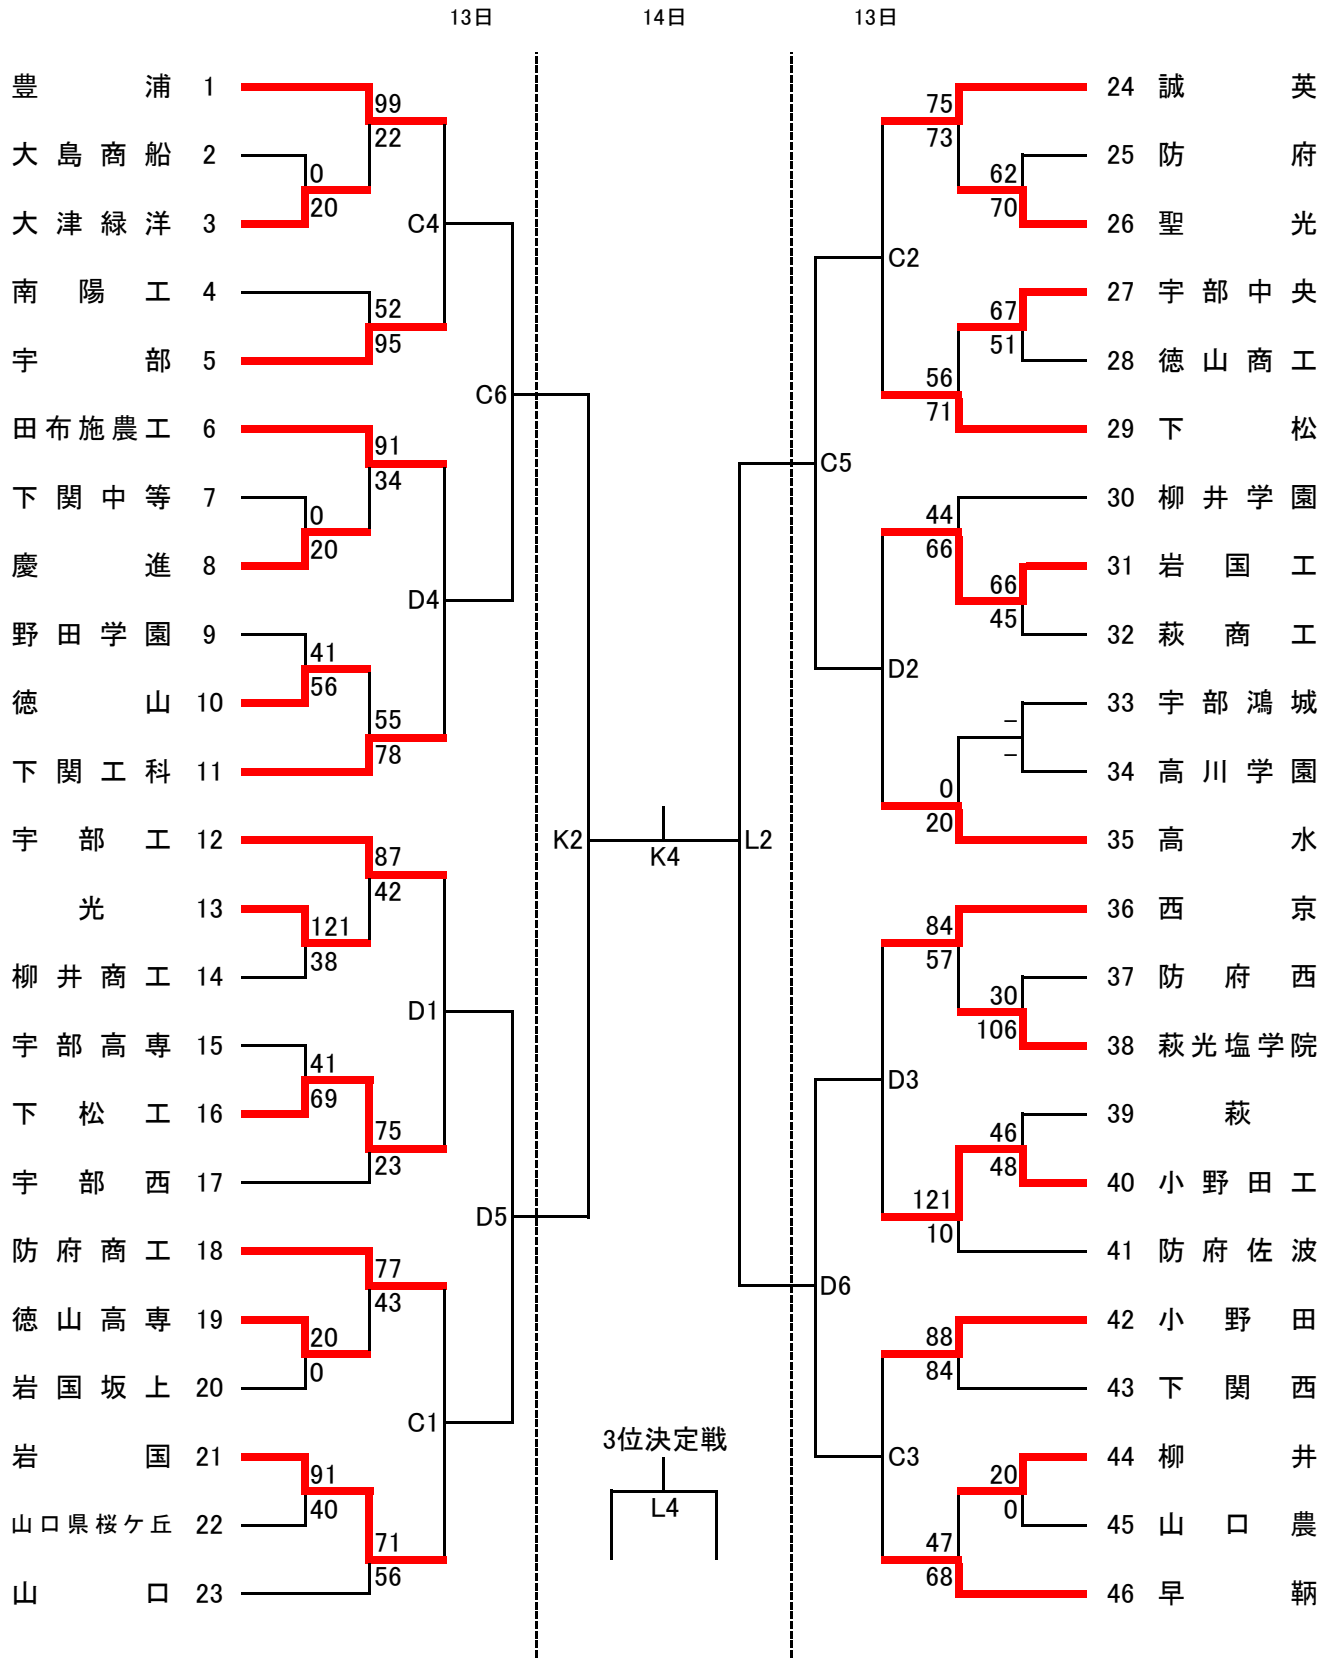 13日 14日 13日
豊浦 1
大島商船 2
大津緑洋 3
南陽工 4
宇部 5
田布施農工 6
下関中等 7
慶進 8
野田学園 9
徳山 10
下関工科 11
宇部工 12
光 13
柳井商工 14
宇部高専 15
下松工 16
宇部西 17
防府商工 18
徳山高専 19
岩国坂上 20
岩国 21
山口県桜ケ丘 22
山口 23
99
22
0
20
52
95
91
34
0
20
41
56
55
78
87
42
121
38
41
69
75
23
77
43
20
0
91
40
71
56
C4
D4
D1
C1
C6
D5
K2
K4
L2
3位決定戦
L4
C5
D6
C2
D2
D3
C3
75
73
62
70
67
51
56
71
44
66
66
45
-
-
0
20
84
57
30
106
46
48
121
10
88
84
20
0
47
68
24 誠英
25 防府
26 聖光
27 宇部中央
28 徳山商工
29 下松
30 柳井学園
31 岩国工
32 萩商工
33 宇部鴻城
34 高川学園
35 高水
36 西京
37 防府西
38 萩光塩学院
39 萩
40 小野田工
41 防府佐波
42 小野田
43 下関西
44 柳井
45 山口農
46 早鞆